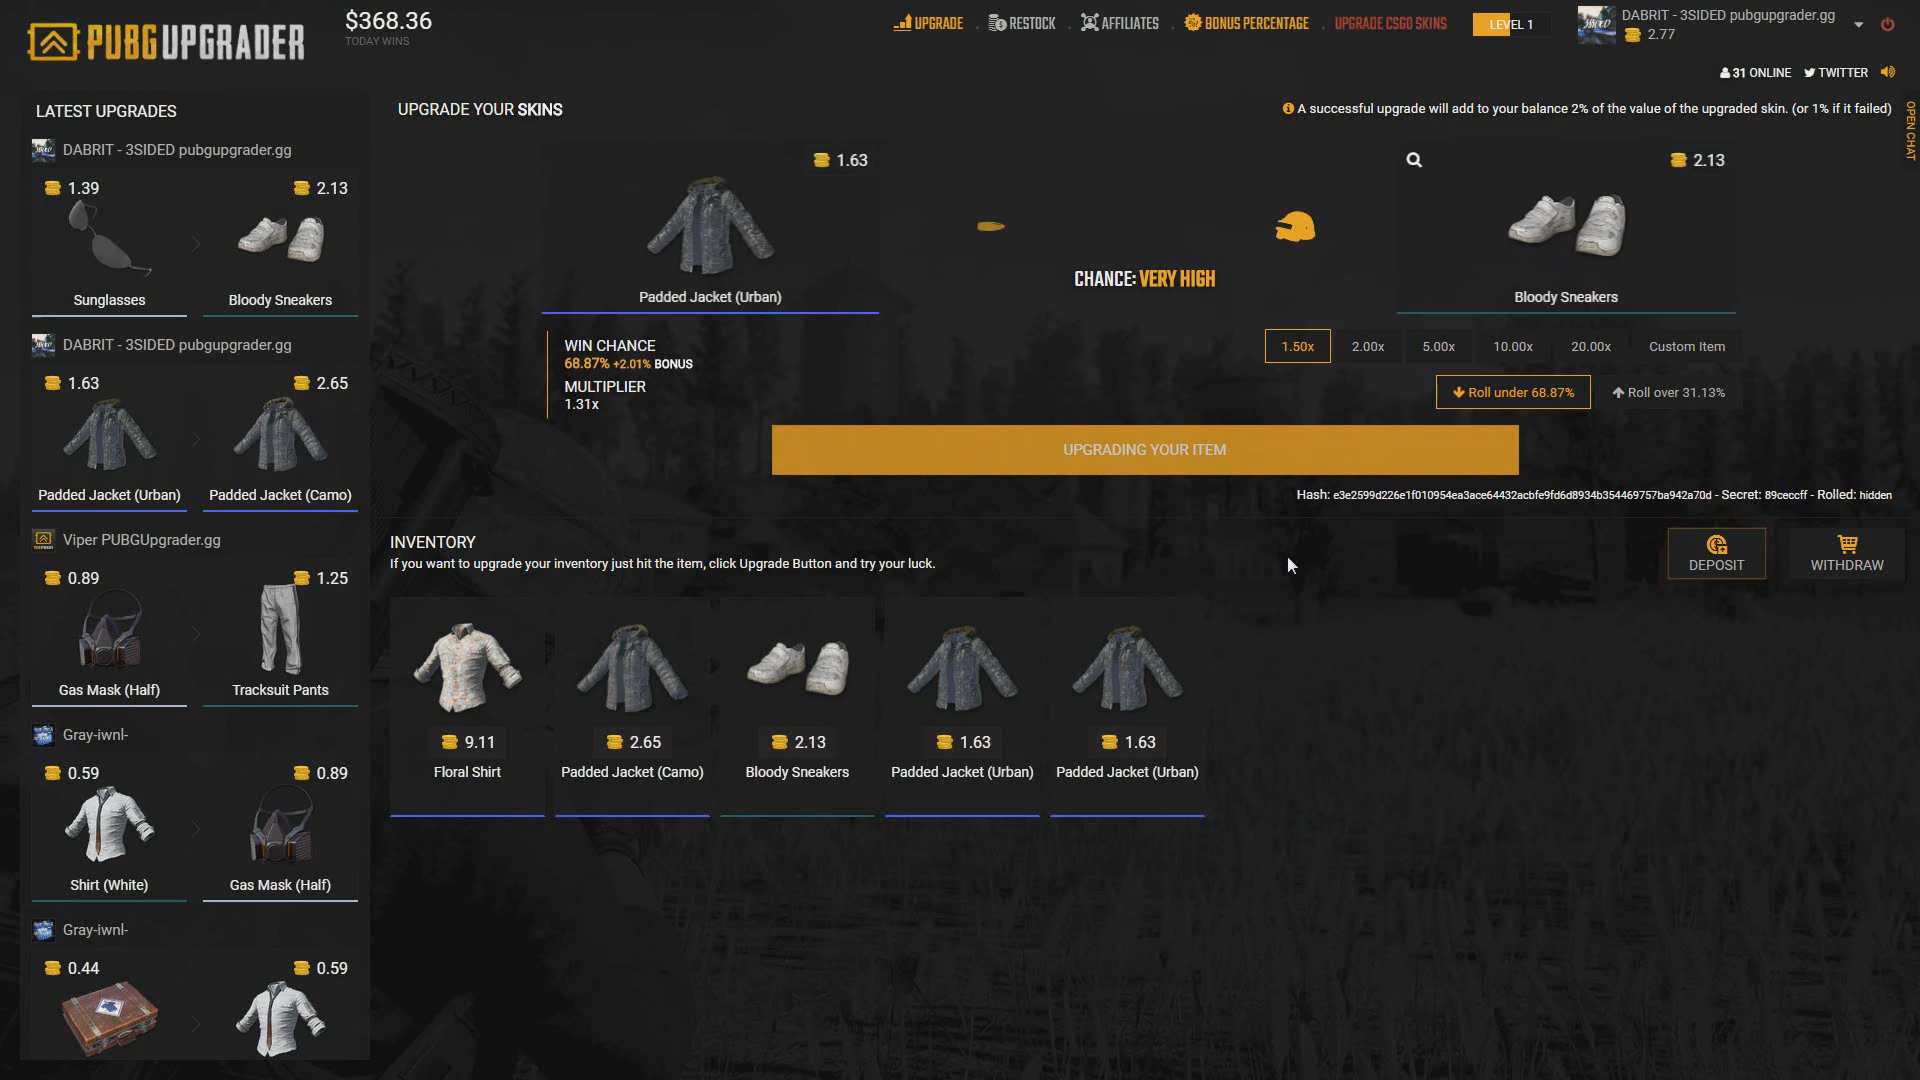 PUBGUPGRADER
$368.36
TODAY WINS
UPGRADE
RESTOCK
AFFILIATES
BONUS PERCENTAGE
UPGRADE CSGO SKINS
LEVEL 1
DABRIT - 3SIDED pubgupgrader.gg
2.77
31 ONLINE
TWITTER
OPEN CHAT
LATEST UPGRADES
DABRIT - 3SIDED pubgupgrader.gg
1.39
2.13
Sunglasses
Bloody Sneakers
DABRIT - 3SIDED pubgupgrader.gg
1.63
2.65
Padded Jacket (Urban)
Padded Jacket (Camo)
Viper PUBGUpgrader.gg
0.89
1.25
Gas Mask (Half)
Tracksuit Pants
Gray-iwnl-
0.59
0.89
Shirt (White)
Gas Mask (Half)
Gray-iwnl-
0.44
0.59
UPGRADE YOUR SKINS
A successful upgrade will add to your balance 2% of the value of the upgraded skin. (or 1% if it failed)
1.63
Padded Jacket (Urban)
CHANCE: VERY HIGH
2.13
Bloody Sneakers
WIN CHANCE
68.87% +2.01% BONUS
MULTIPLIER
1.31x
1.50x
2.00x
5.00x
10.00x
20.00x
Custom Item
Roll under 68.87%
Roll over 31.13%
UPGRADING YOUR ITEM
Hash: e3e2599d226e1f010954ea3ace64432acbfe9fd6d8934b354469757ba942a70d - Secret: 89ceccff - Rolled: hidden
INVENTORY
If you want to upgrade your inventory just hit the item, click Upgrade Button and try your luck.
DEPOSIT
WITHDRAW
9.11
Floral Shirt
2.65
Padded Jacket (Camo)
2.13
Bloody Sneakers
1.63
Padded Jacket (Urban)
1.63
Padded Jacket (Urban)